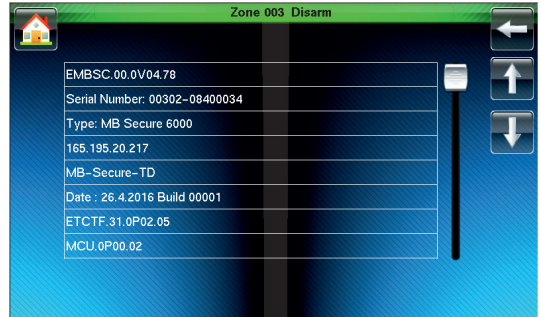 Zone 003 Disarm
EMBSC.00.0V04.78
Serial Number: 00302-08400034
Type: MB Secure 6000
165.195.20.217
MB-Secure-TD
Date : 26.4.2016 Build 00001
ETCTF.31.0P02.05
MCU.0P00.02